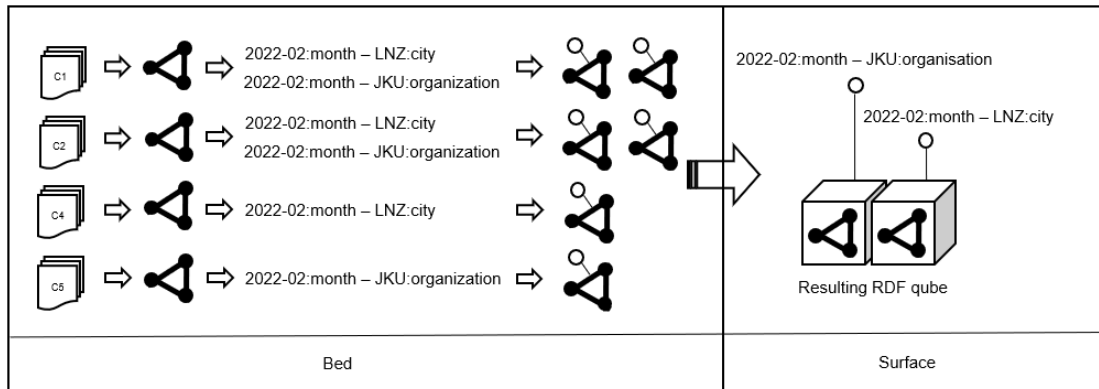 C1
2022-02:month – LNZ:city
2022-02:month – JKU:organization
C2
2022-02:month – LNZ:city
2022-02:month – JKU:organization
C4
2022-02:month – LNZ:city
C5
2022-02:month – JKU:organization
Bed
2022-02:month – JKU:organisation
2022-02:month – LNZ:city
Resulting RDF qube
Surface